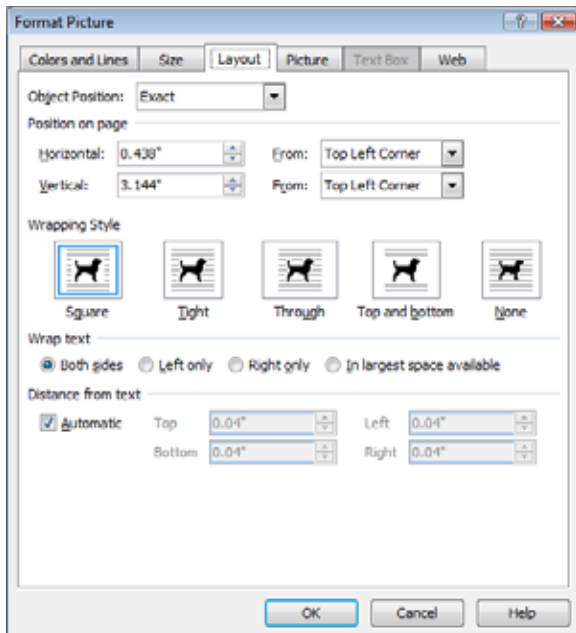 Format Picture
Colors and Lines Size Layout Picture Text Box Web
Object Position: Exact
Position on page
Horizontal: 0.438" From: Top Left Corner
Vertical: 3.144" From: Top Left Corner
Wrapping Style
Square Tight Through Top and bottom None
Wrap text
Both sides Left only Right only In largest space available
Distance from text
Automatic Top 0.04" Left 0.04"
Bottom 0.04" Right 0.04"
OK Cancel Help